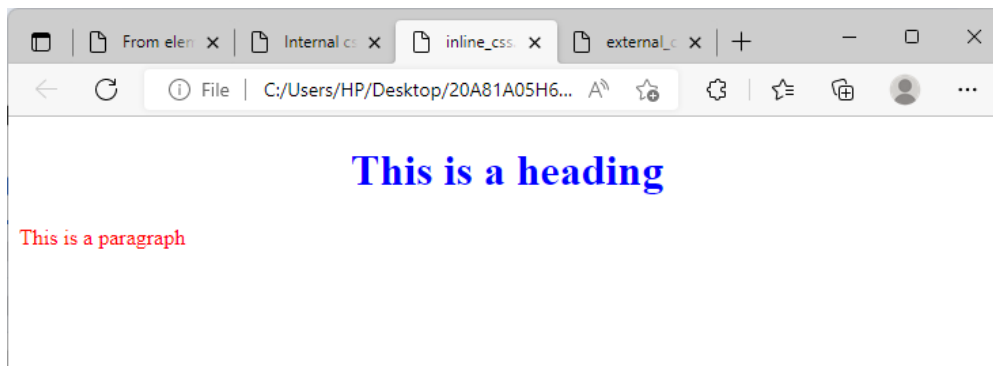 From elen
Internal cs
inline_css.
external_c
File
C:/Users/HP/Desktop/20A81A05H6...
This is a heading
This is a paragraph